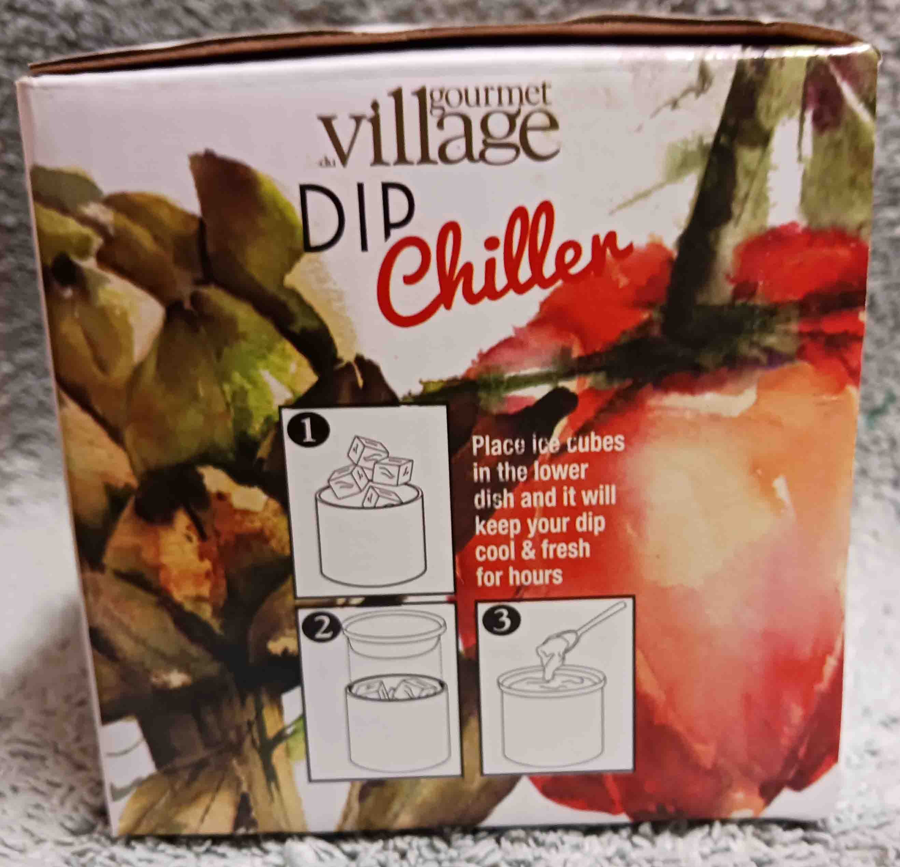 gourmet
du village
DIP
Chiller
1
Place ice cubes
in the lower
dish and it will
keep your dip
cool & fresh
for hours
2
3